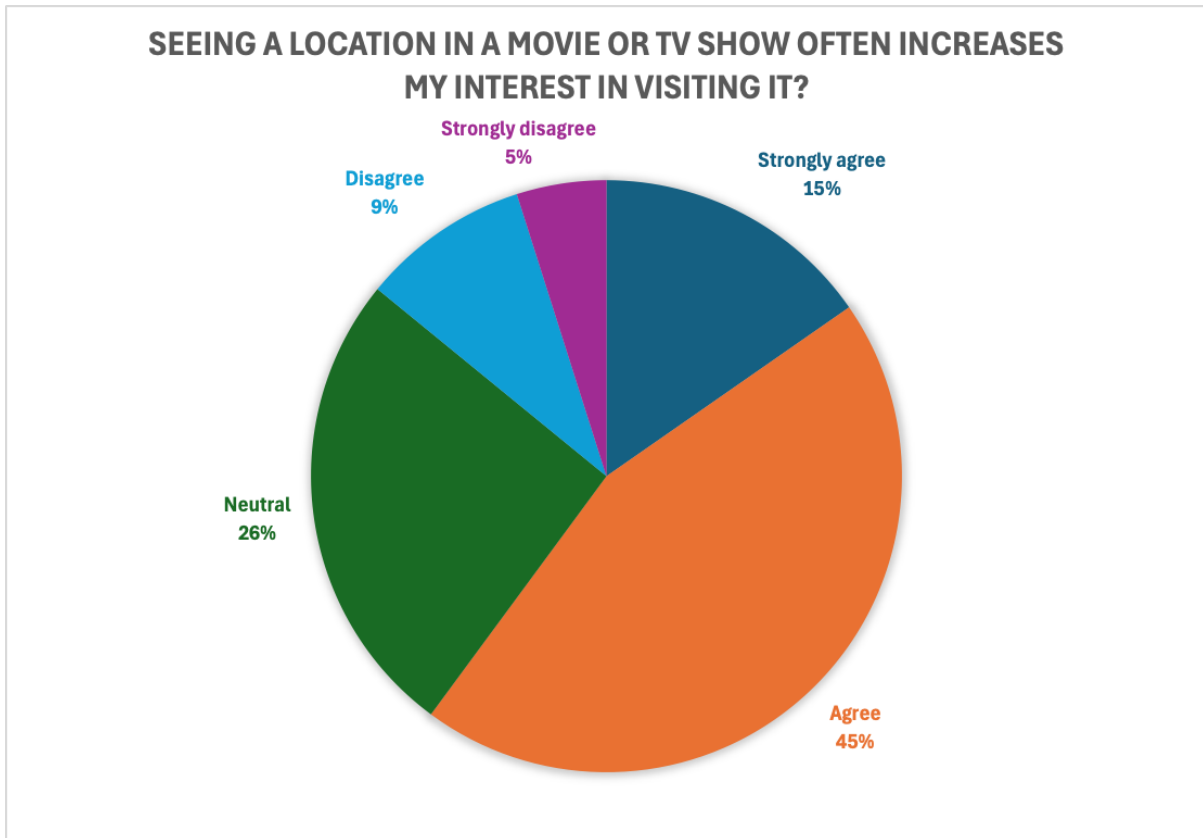 SEEING A LOCATION IN A MOVIE OR TV SHOW OFTEN INCREASES
MY INTEREST IN VISITING IT?
Strongly disagree
5%
Strongly agree
15%
Disagree
9%
Neutral
26%
Agree
45%